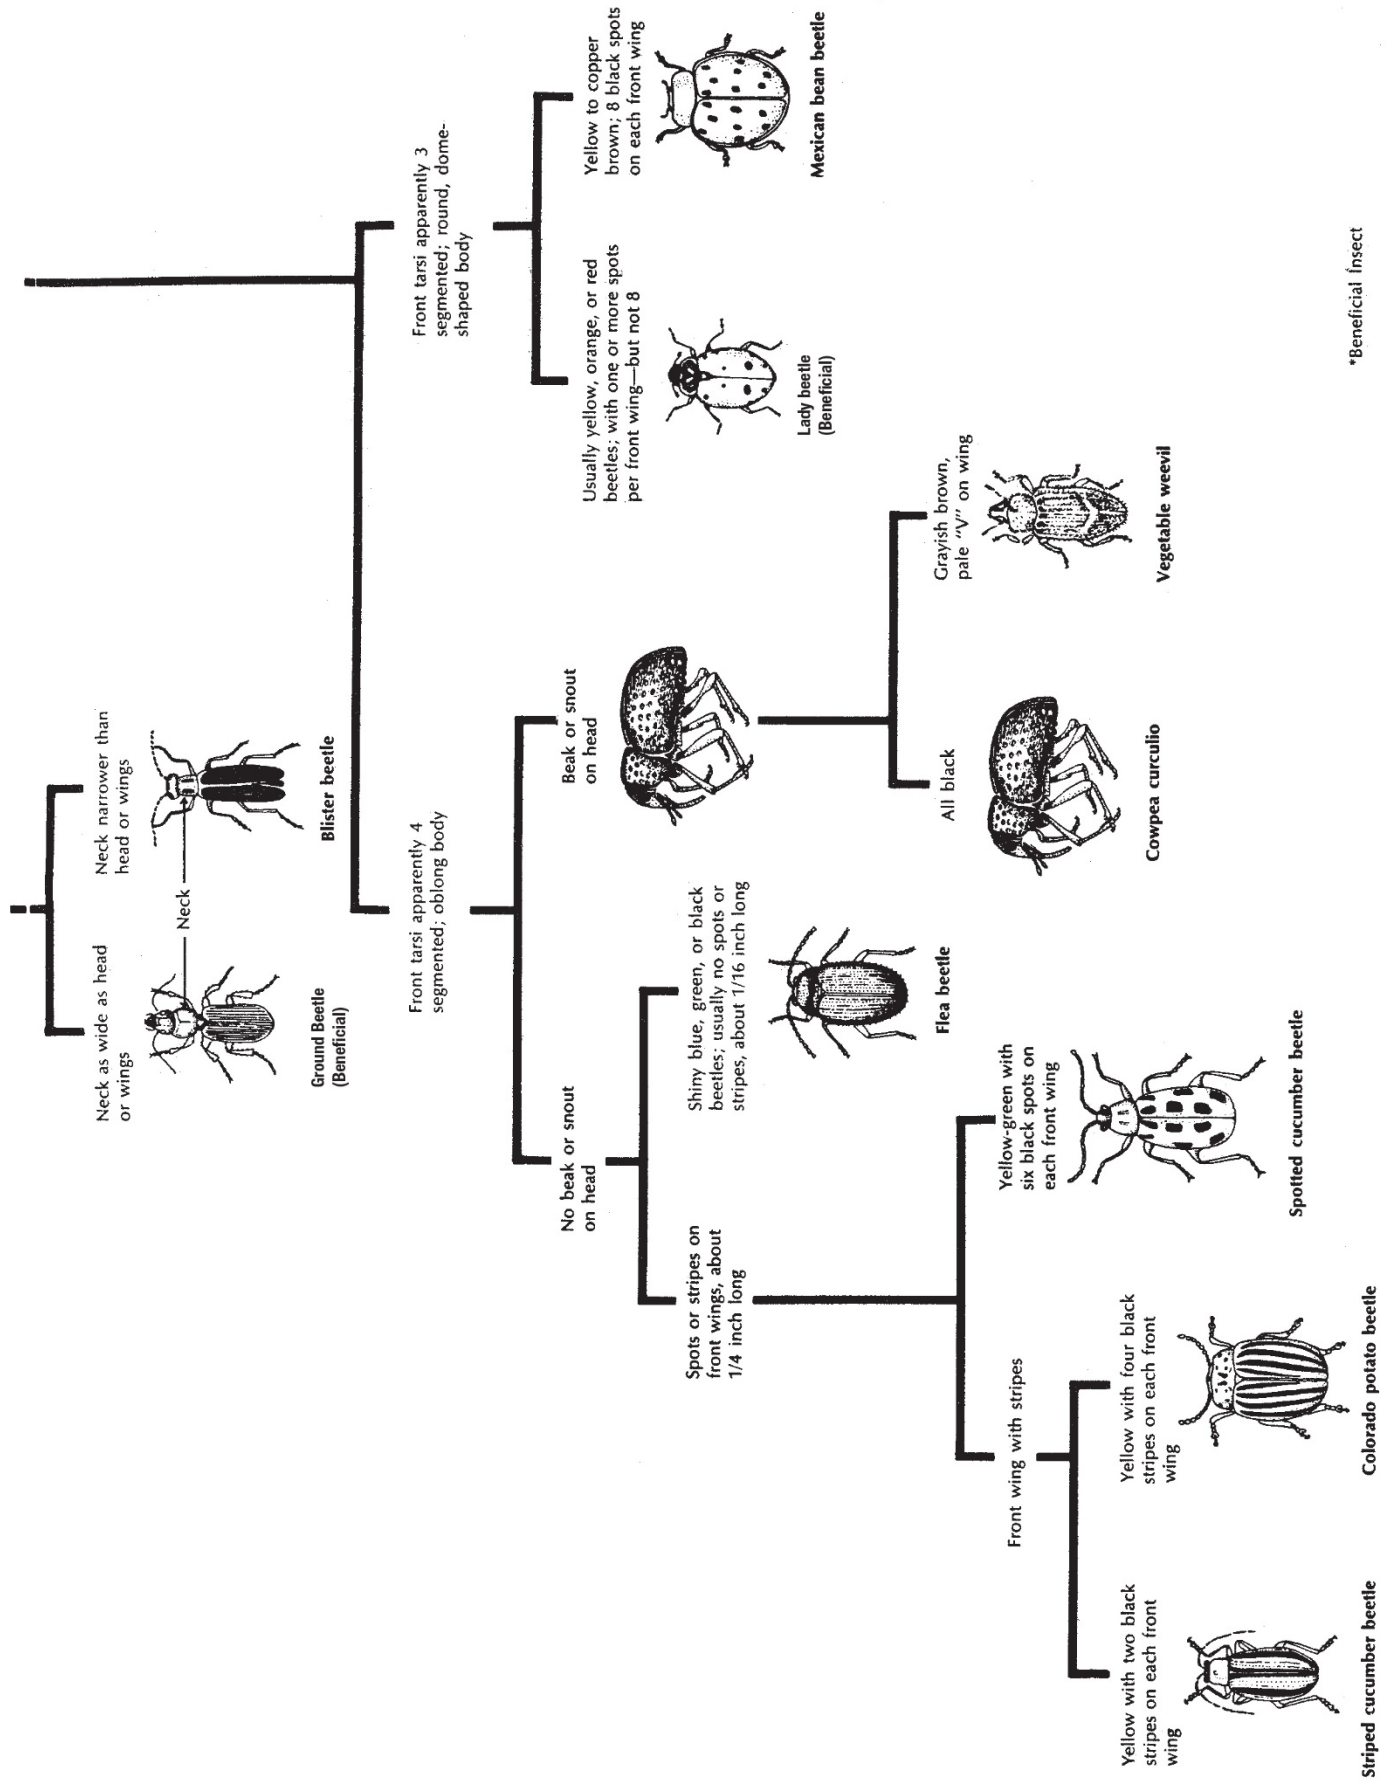 Neck as wide as head
or wings
Neck narrower than
head or wings
Neck
Ground Beetle
(Beneficial)
Blister beetle
Front tarsi apparently 4
segmented; oblong body
Front tarsi apparently 3
segmented; round, dome-
shaped body
No beak or snout
on head
Beak or snout
on head
Usually yellow, orange, or red
beetles; with one or more spots
per front wing—but not 8
Yellow to copper
brown; 8 black spots
on each front wing
Lady beetle
(Beneficial)
Mexican bean beetle
Spots or stripes on
front wings, about
1/4 inch long
Shiny blue, green, or black
beetles; usually no spots or
stripes, about 1/16 inch long
Flea beetle
All black
Grayish brown,
pale "V" on wing
Cowpea curculio
Vegetable weevil
Front wing with stripes
Yellow-green with
six black spots on
each front wing
Spotted cucumber beetle
Yellow with two black
stripes on each front
wing
Yellow with four black
stripes on each front
wing
Striped cucumber beetle
Colorado potato beetle
*Beneficial Insect